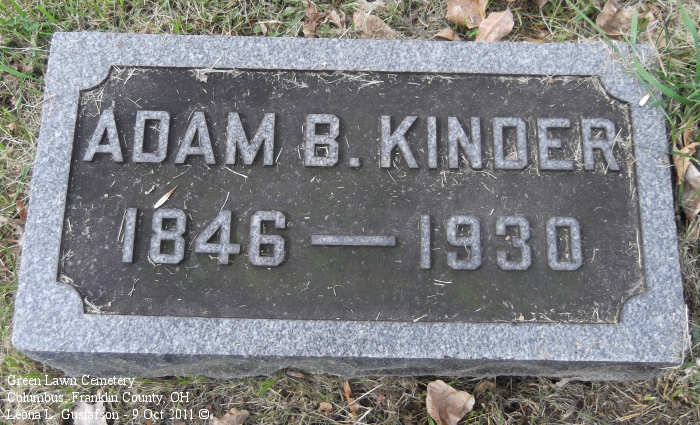 ADAM B. KINDER
1846 — 1930
Green Lawn Cemetery
Columbus, Franklin County, OH
Leona L. Gustafson - 9 Oct 2011 ©